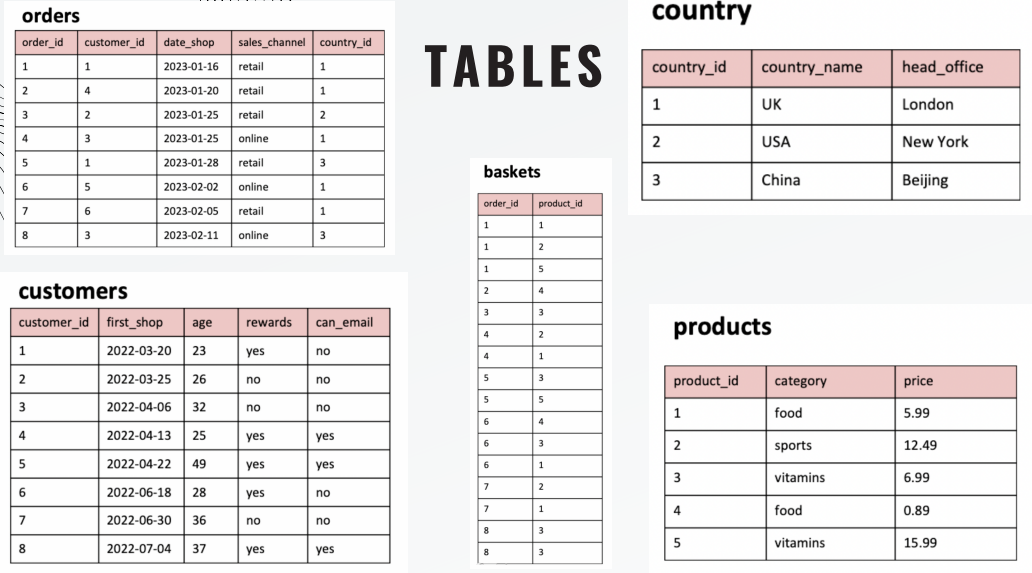 orders
order_id customer_id date_shop sales_channel country_id
1 1 2023-01-16 retail 1
2 4 2023-01-20 retail 1
3 2 2023-01-25 retail 2
4 3 2023-01-25 online 1
5 1 2023-01-28 retail 3
6 5 2023-02-02 online 1
7 6 2023-02-05 retail 1
8 3 2023-02-11 online 3
TABLES
country
country_id country_name head_office
1 UK London
2 USA New York
3 China Beijing
baskets
order_id product_id
1 1
1 2
1 5
2 4
3 3
4 2
4 1
5 3
5 5
6 4
6 3
6 1
7 2
7 1
8 3
8 3
customers
customer_id first_shop age rewards can_email
1 2022-03-20 23 yes no
2 2022-03-25 26 no no
3 2022-04-06 32 no no
4 2022-04-13 25 yes yes
5 2022-04-22 49 yes yes
6 2022-06-18 28 yes no
7 2022-06-30 36 no no
8 2022-07-04 37 yes yes
products
product_id category price
1 food 5.99
2 sports 12.49
3 vitamins 6.99
4 food 0.89
5 vitamins 15.99